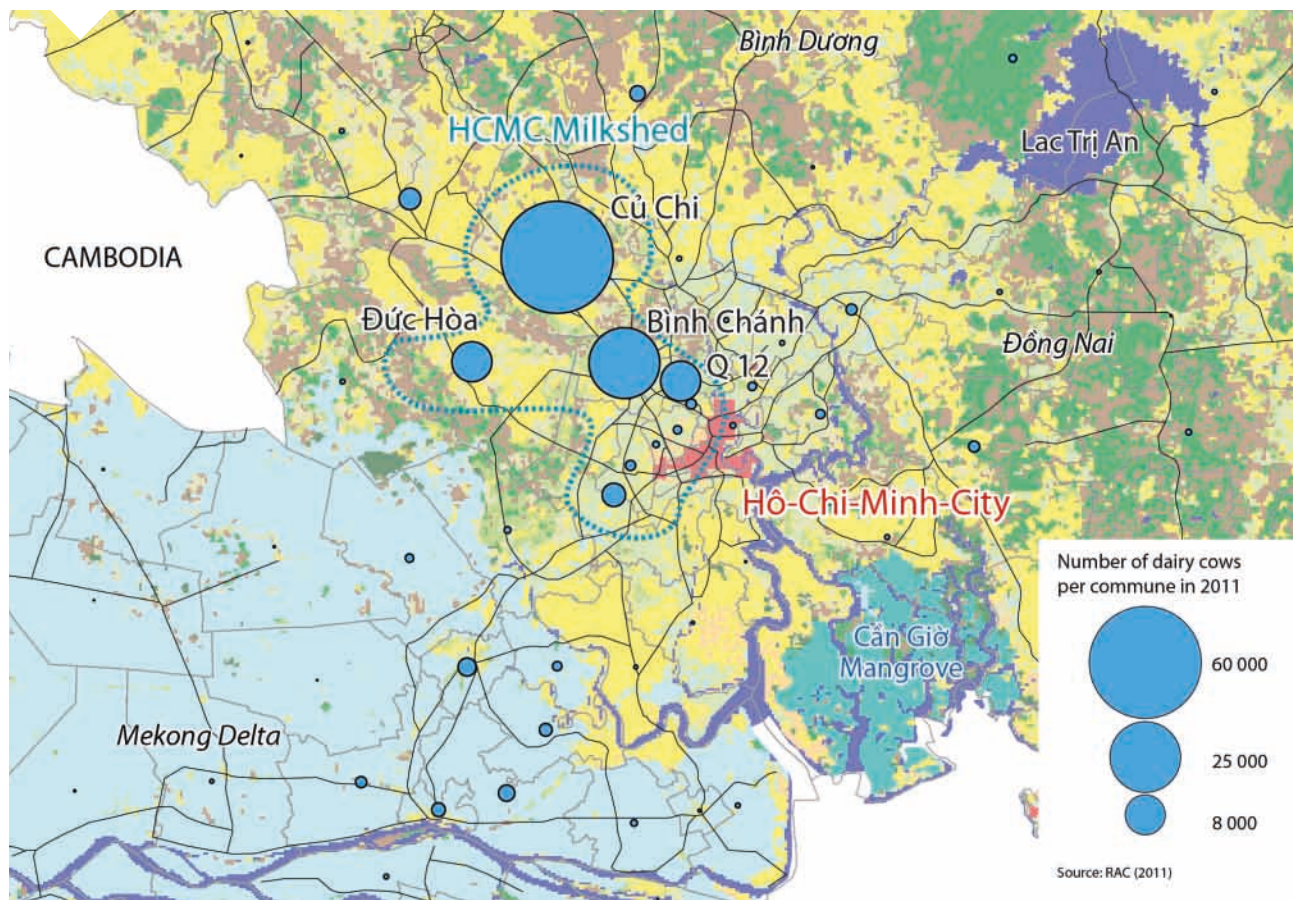 Bình Dương
HCMC Milkshed
Lac Trị An
Củ Chi
CAMBODIA
Đức Hòa
Bình Chánh
Q 12
Đồng Nai
Hô-Chi-Minh-City
Cần Giờ
Mangrove
Mekong Delta
Number of dairy cows
per commune in 2011
60 000
25 000
8 000
Source: RAC (2011)